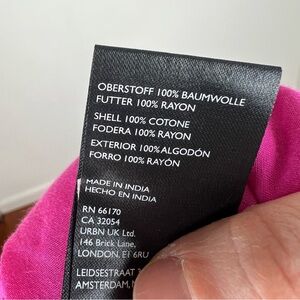 OBERSTOFF 100% BAUMWOLLE
FUTTER 100% RAYON
SHELL 100% COTONE
FODERA 100% RAYON
EXTERIOR 100% ALGODÓN
FORRO 100% RAYÓN
MADE IN INDIA
HECHO EN INDIA
RN 66170
CA 32054
URBN UK Ltd.
146 Brick Lane,
LONDON, E1 6RU
LEIDSESTRAAT
AMSTERDAM,